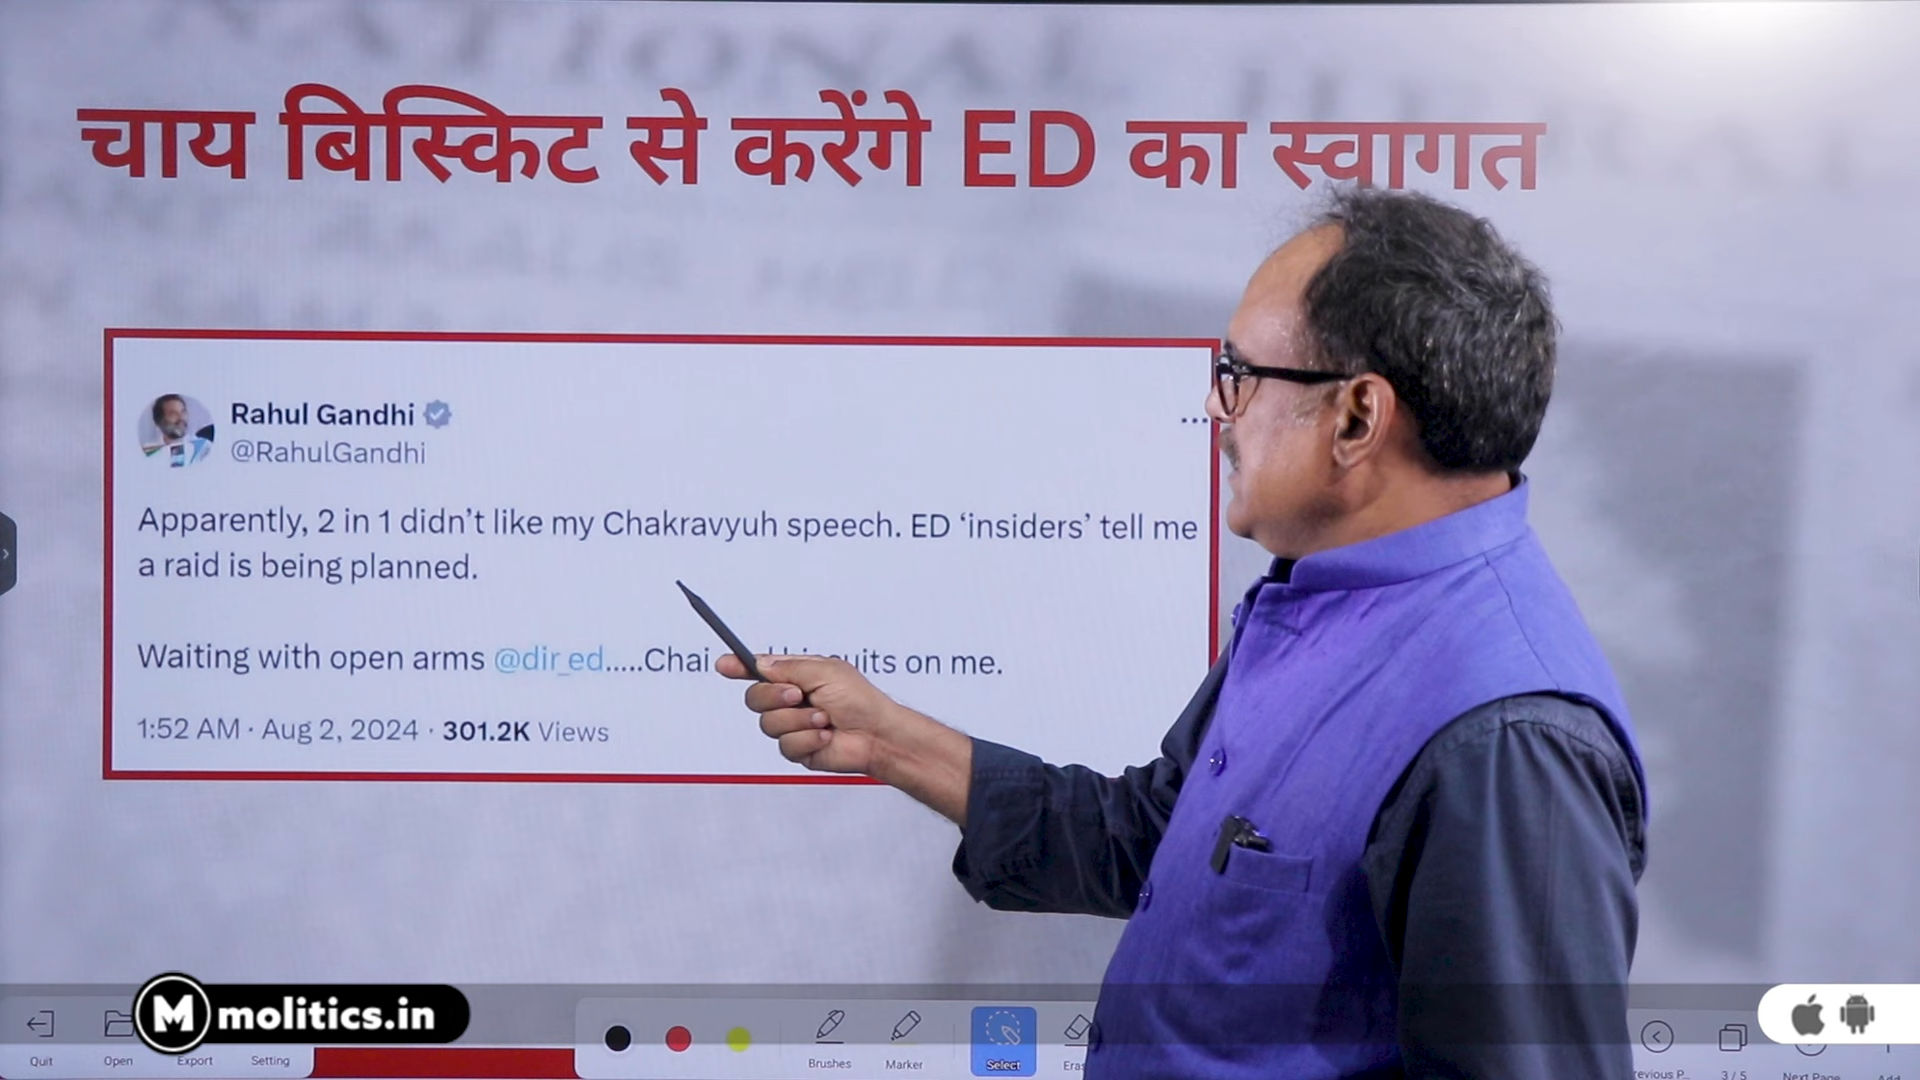 चाय बिस्किट से करेंगे ED का स्वागत
Rahul Gandhi
@RahulGandhi
Apparently, 2 in 1 didn’t like my Chakravyuh speech. ED ‘insiders’ tell me
a raid is being planned.
Waiting with open arms @dir_ed.....Chai on me.
1:52 AM · Aug 2, 2024 · 301.2K Views
M molitics.in
Quit Open Export Setting
Brushes Marker Select
3 / 5 Next Page